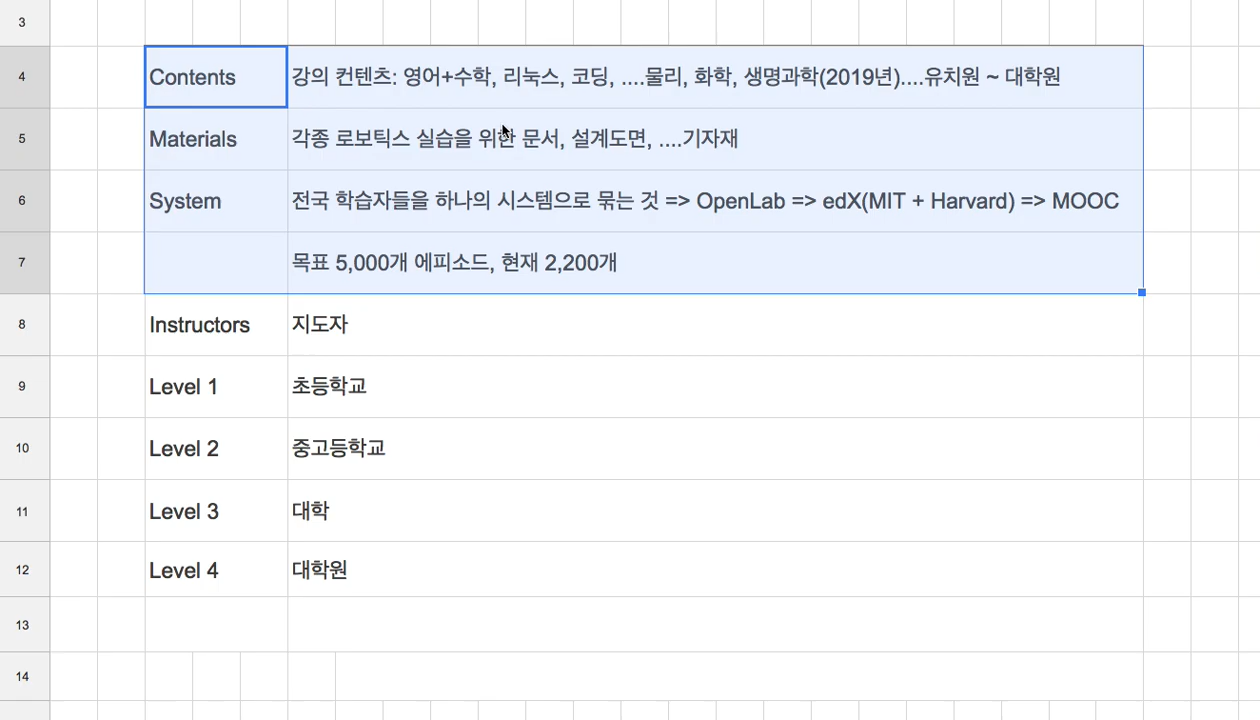 3
4 Contents 강의 컨텐츠: 영어+수학, 리눅스, 코딩, ....물리, 화학, 생명과학(2019년)....유치원 ~ 대학원
5 Materials 각종 로보틱스 실습을 위한 문서, 설계도면, ....기자재
6 System 전국 학습자들을 하나의 시스템으로 묶는 것 => OpenLab => edX(MIT + Harvard) => MOOC
7 목표 5,000개 에피소드, 현재 2,200개
8 Instructors 지도자
9 Level 1 초등학교
10 Level 2 중고등학교
11 Level 3 대학
12 Level 4 대학원
13
14